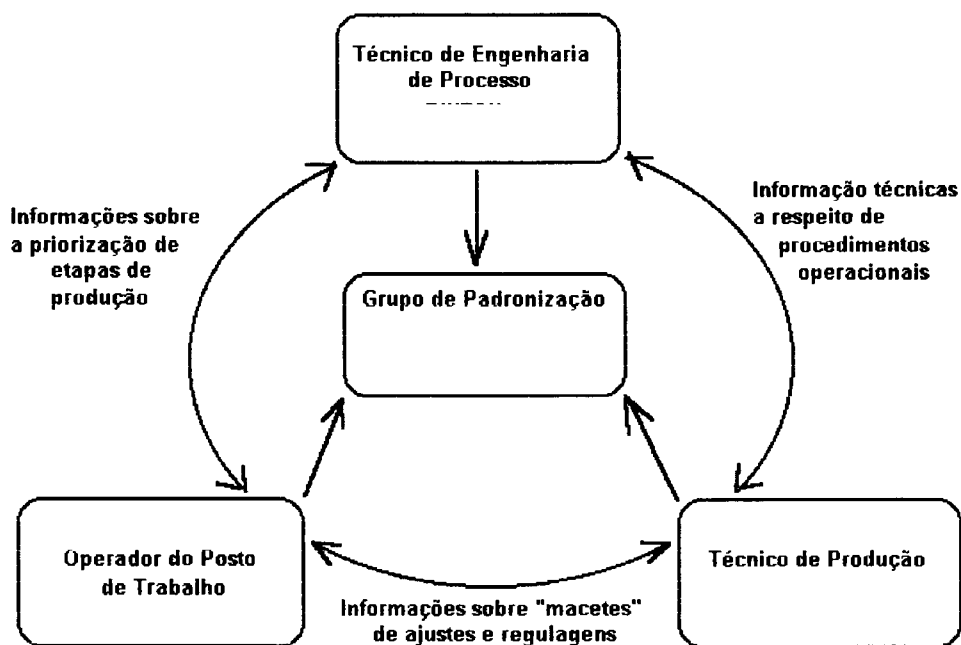 Técnico de Engenharia
de Processo
Informações sobre
a priorização de
etapas de
produção
Informação técnicas
a respeito de
procedimentos
operacionais
Grupo de Padronização
Operador do Posto
de Trabalho
Técnico de Produção
Informações sobre "macetes"
de ajustes e regulagens